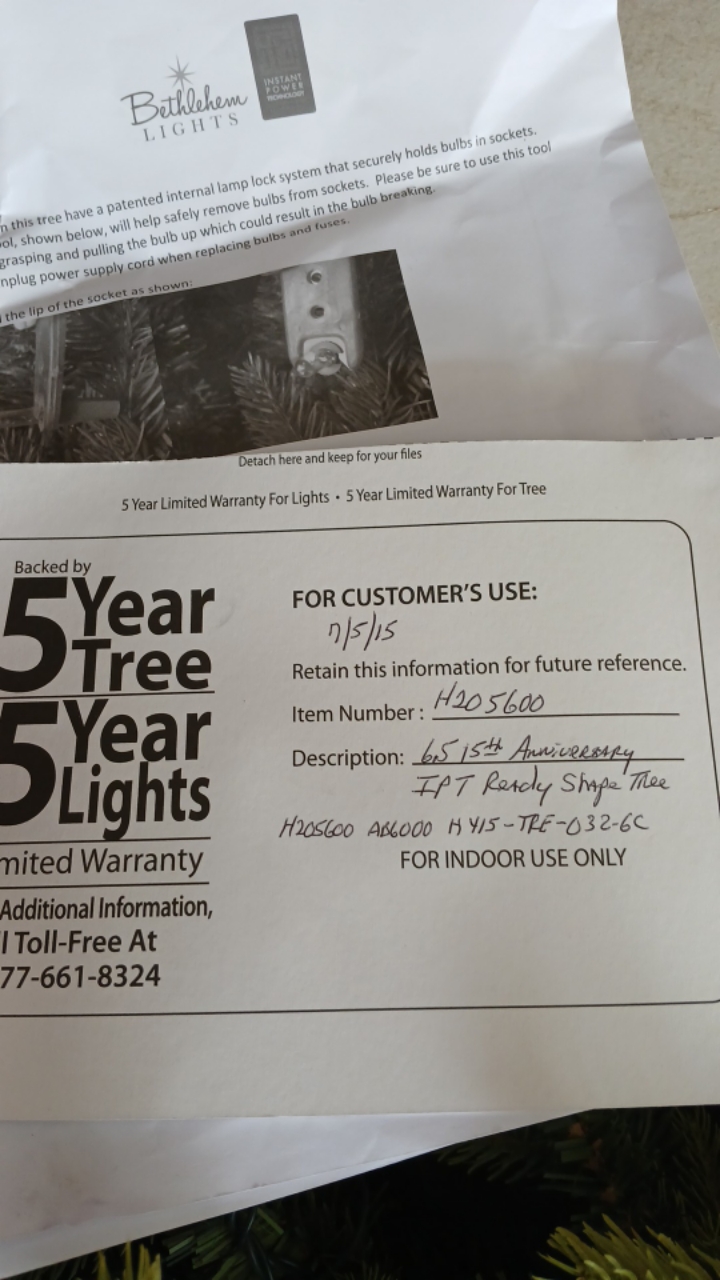 Bethlehem
LIGHTS
INSTANT
POWER
TECHNOLOGY
n this tree have a patented internal lamp lock system that securely holds bulbs in sockets.
ol, shown below, will help safely remove bulbs from sockets. Please be sure to use this tool
grasping and pulling the bulb up which could result in the bulb breaking.
nplug power supply cord when replacing bulbs and fuses.
the lip of the socket as shown:
Detach here and keep for your files
5 Year Limited Warranty For Lights • 5 Year Limited Warranty For Tree
Backed by
5 Year
Tree
5 Year
Lights
mited Warranty
Additional Information,
l Toll-Free At
77-661-8324
FOR CUSTOMER'S USE:
7/5/15
Retain this information for future reference.
Item Number: H205600
Description: 6.5 15th Anniversary
IPT Ready Shape Tree
H205600 AB6000 HY15-TRE-032-6C
FOR INDOOR USE ONLY